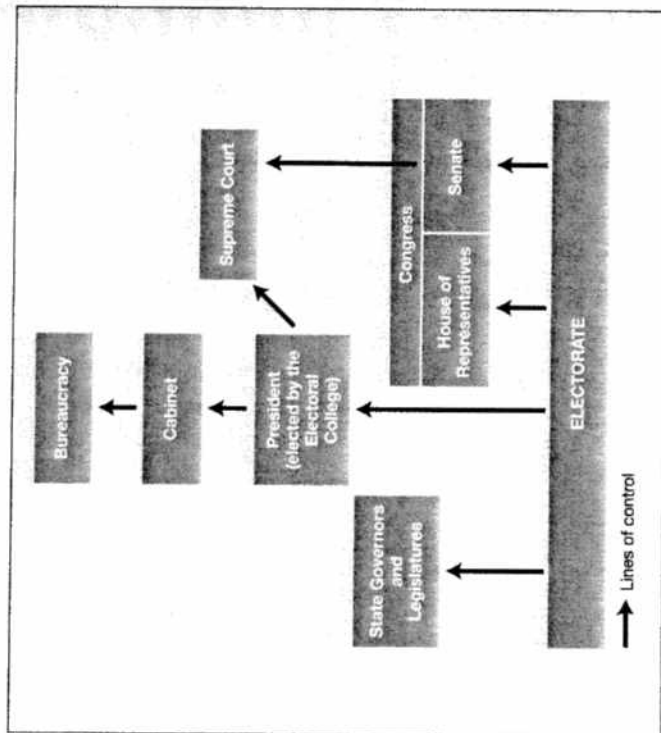 Bureaucracy
Cabinet
President
(elected by the
Electoral
College)
Supreme Court
State Governors
and
Legislatures
Congress
House of
Representatives
Senate
ELECTORATE
Lines of control